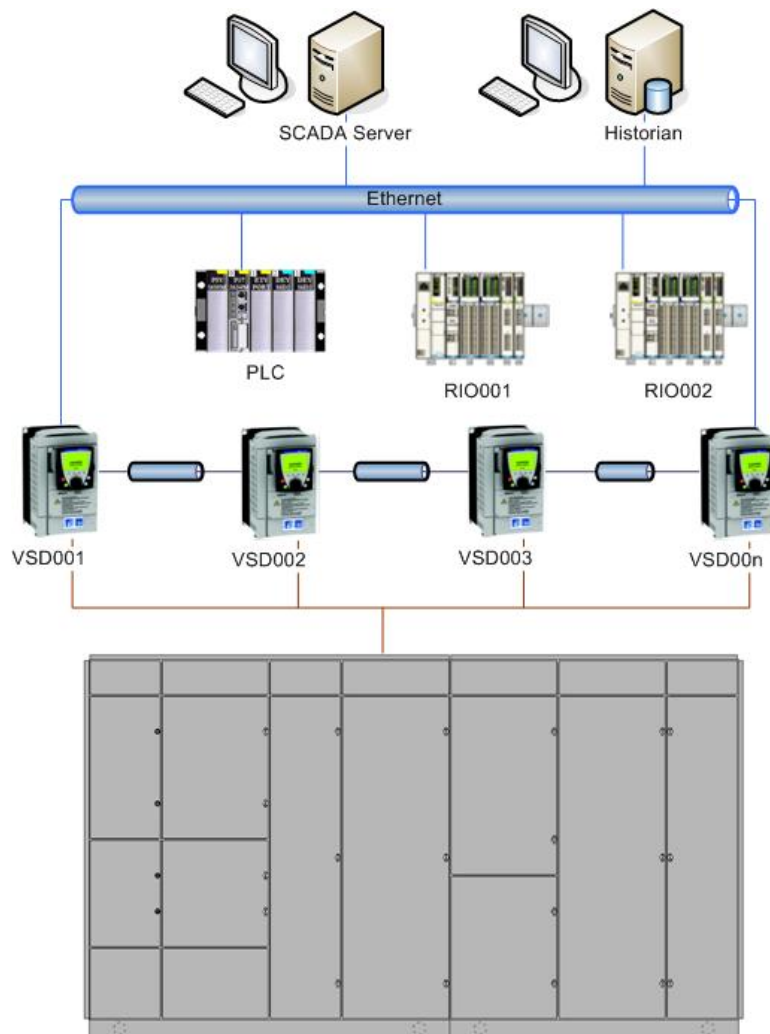 SCADA Server
Historian
Ethernet
PLC
RIO001
RIO002
VSD001
VSD002
VSD003
VSD00n